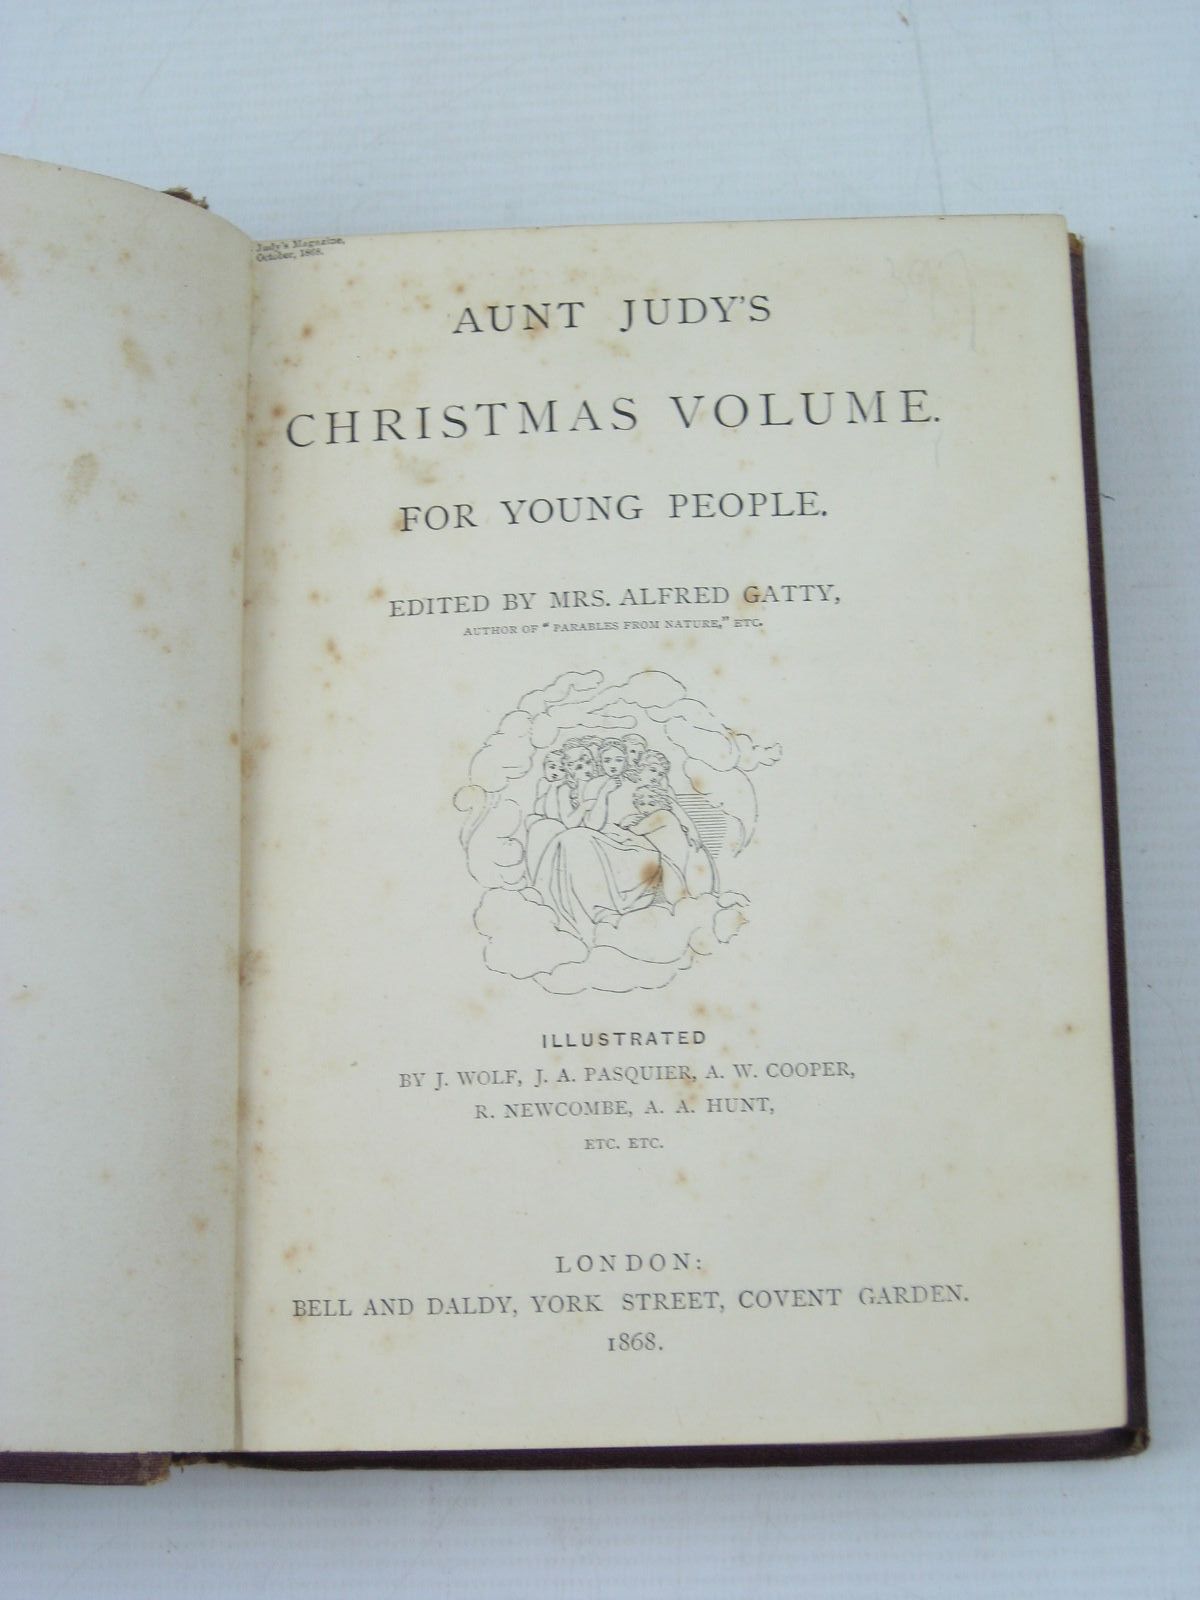 Judy's Magazine,
October, 1868.
AUNT JUDY'S
CHRISTMAS VOLUME.
FOR YOUNG PEOPLE.
EDITED BY MRS. ALFRED GATTY,
AUTHOR OF "PARABLES FROM NATURE," ETC.
ILLUSTRATED
BY J. WOLF, J. A. PASQUIER, A. W. COOPER,
R. NEWCOMBE, A. A. HUNT,
ETC. ETC.
LONDON:
BELL AND DALDY, YORK STREET, COVENT GARDEN.
1868.